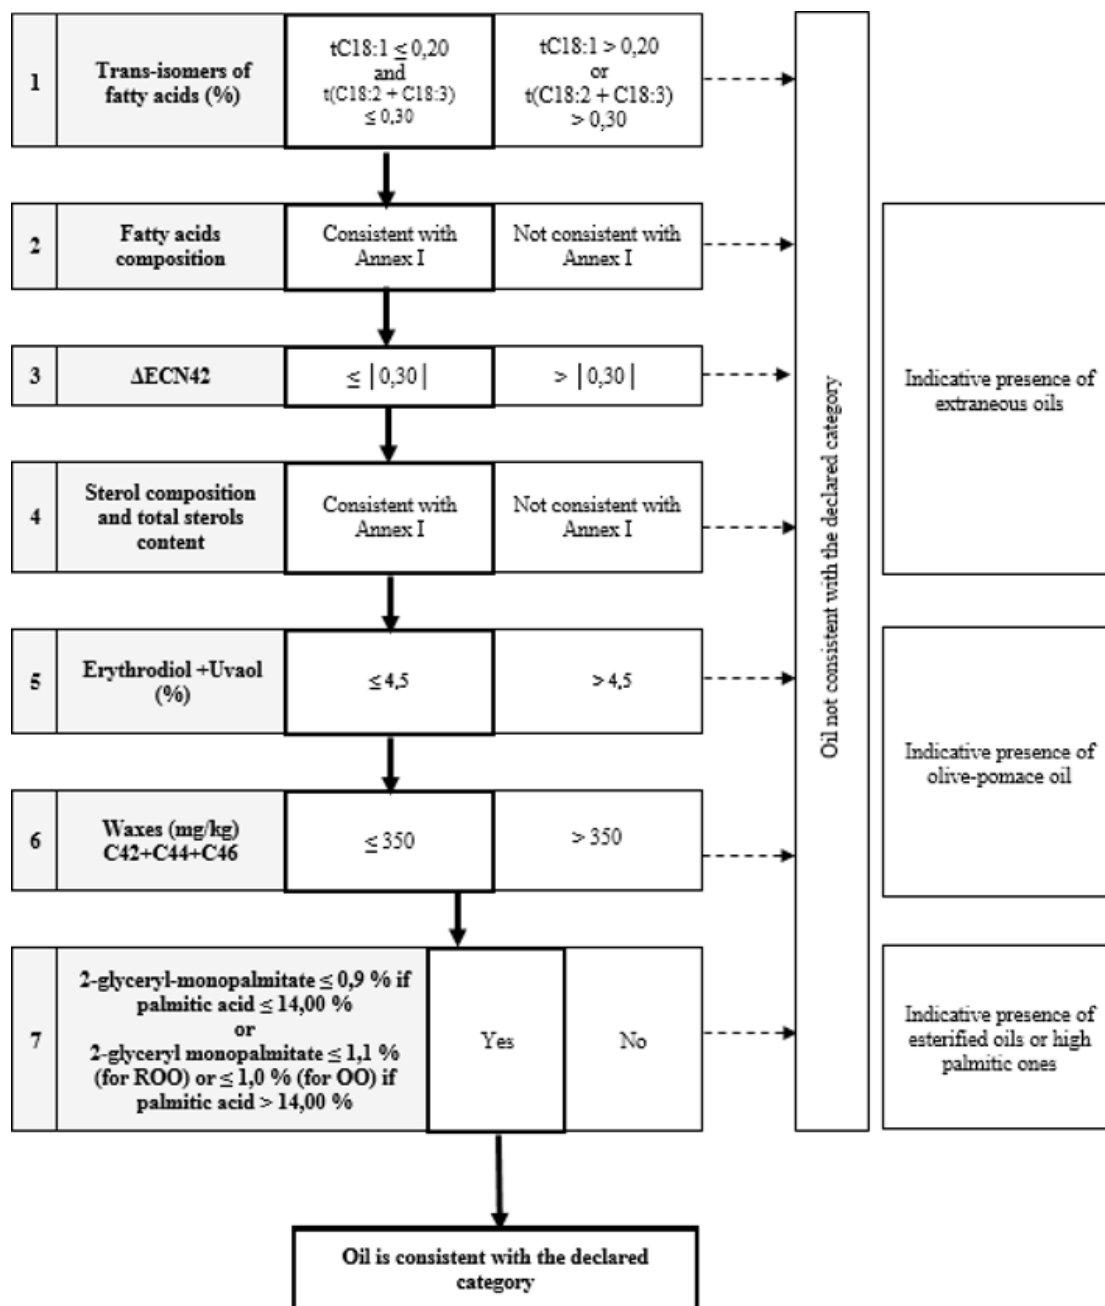 1
Trans-isomers of
fatty acids (%)
tC18:1 ≤ 0,20
and
t(C18:2 + C18:3)
≤ 0,30
tC18:1 > 0,20
or
t(C18:2 + C18:3)
> 0,30
2
Fatty acids
composition
Consistent with
Annex I
Not consistent with
Annex I
3
ΔECN42
≤ |0,30|
> |0,30|
4
Sterol composition
and total sterols
content
Consistent with
Annex I
Not consistent with
Annex I
5
Erythrodiol +Uvaol
(%)
≤ 4,5
> 4,5
6
Waxes (mg/kg)
C42+C44+C46
≤ 350
> 350
7
2-glyceryl-monopalmitate ≤ 0,9 % if
palmitic acid ≤ 14,00 %
or
2-glyceryl monopalmitate ≤ 1,1 %
(for ROO) or ≤ 1,0 % (for OO) if
palmitic acid > 14,00 %
Yes
No
Oil not consistent with the declared category
Indicative presence of
extraneous oils
Indicative presence of
olive-pomace oil
Indicative presence of
esterified oils or high
palmitic ones
Oil is consistent with the declared
category